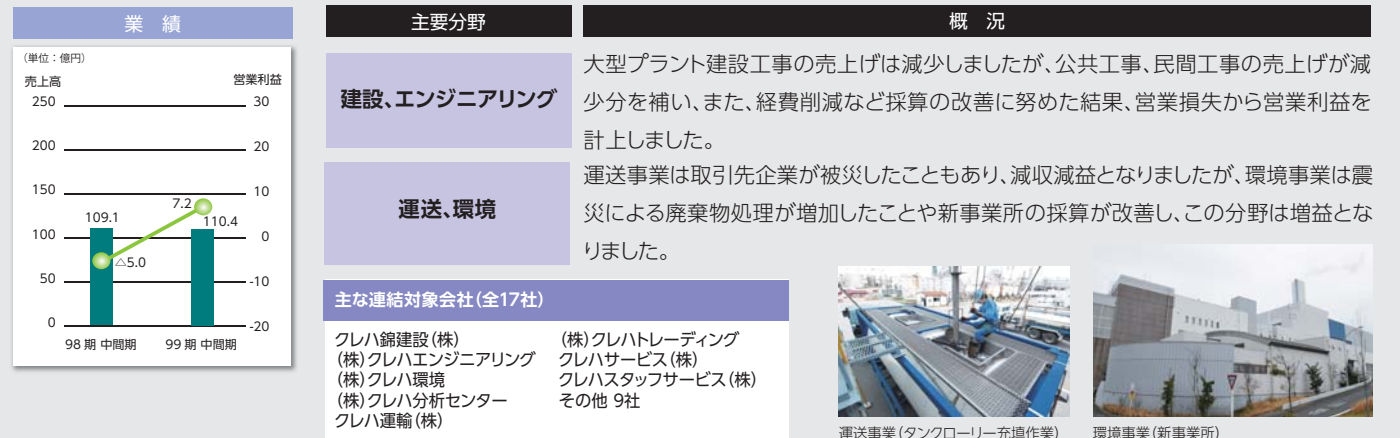 業 績
(単位：億円)
売上高
営業利益
250
30
200
20
150
10
100
0
50
-10
0
-20
109.1
7.2
110.4
△5.0
98 期 中間期
99 期 中間期
主要分野
概 況
建設、エンジニアリング
大型プラント建設工事の売上げは減少しましたが、公共工事、民間工事の売上げが減
少分を補い、また、経費削減など採算の改善に努めた結果、営業損失から営業利益を
計上しました。
運送、環境
運送事業は取引先企業が被災したこともあり、減収減益となりましたが、環境事業は震
災による廃棄物処理が増加したことや新事業所の採算が改善し、この分野は増益とな
りました。
主な連結対象会社(全17社)
クレハ錦建設(株)
(株)クレハエンジニアリング
(株)クレハ環境
(株)クレハ分析センター
クレハ運輸(株)
(株)クレハトレーディング
クレハサービス(株)
クレハスタッフサービス(株)
その他 9社
運送事業(タンクローリー充填作業)
環境事業(新事業所)